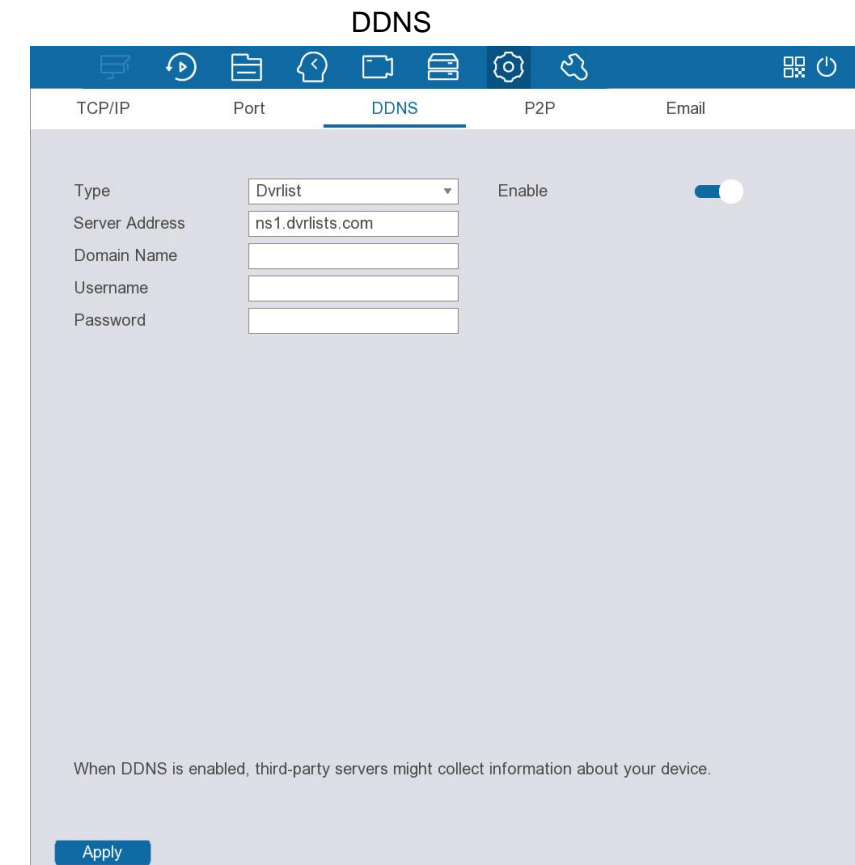 DDNS
TCP/IP Port DDNS P2P Email
Type Dvrlist Enable
Server Address ns1.dvrlists.com
Domain Name
Username
Password
When DDNS is enabled, third-party servers might collect information about your device.
Apply